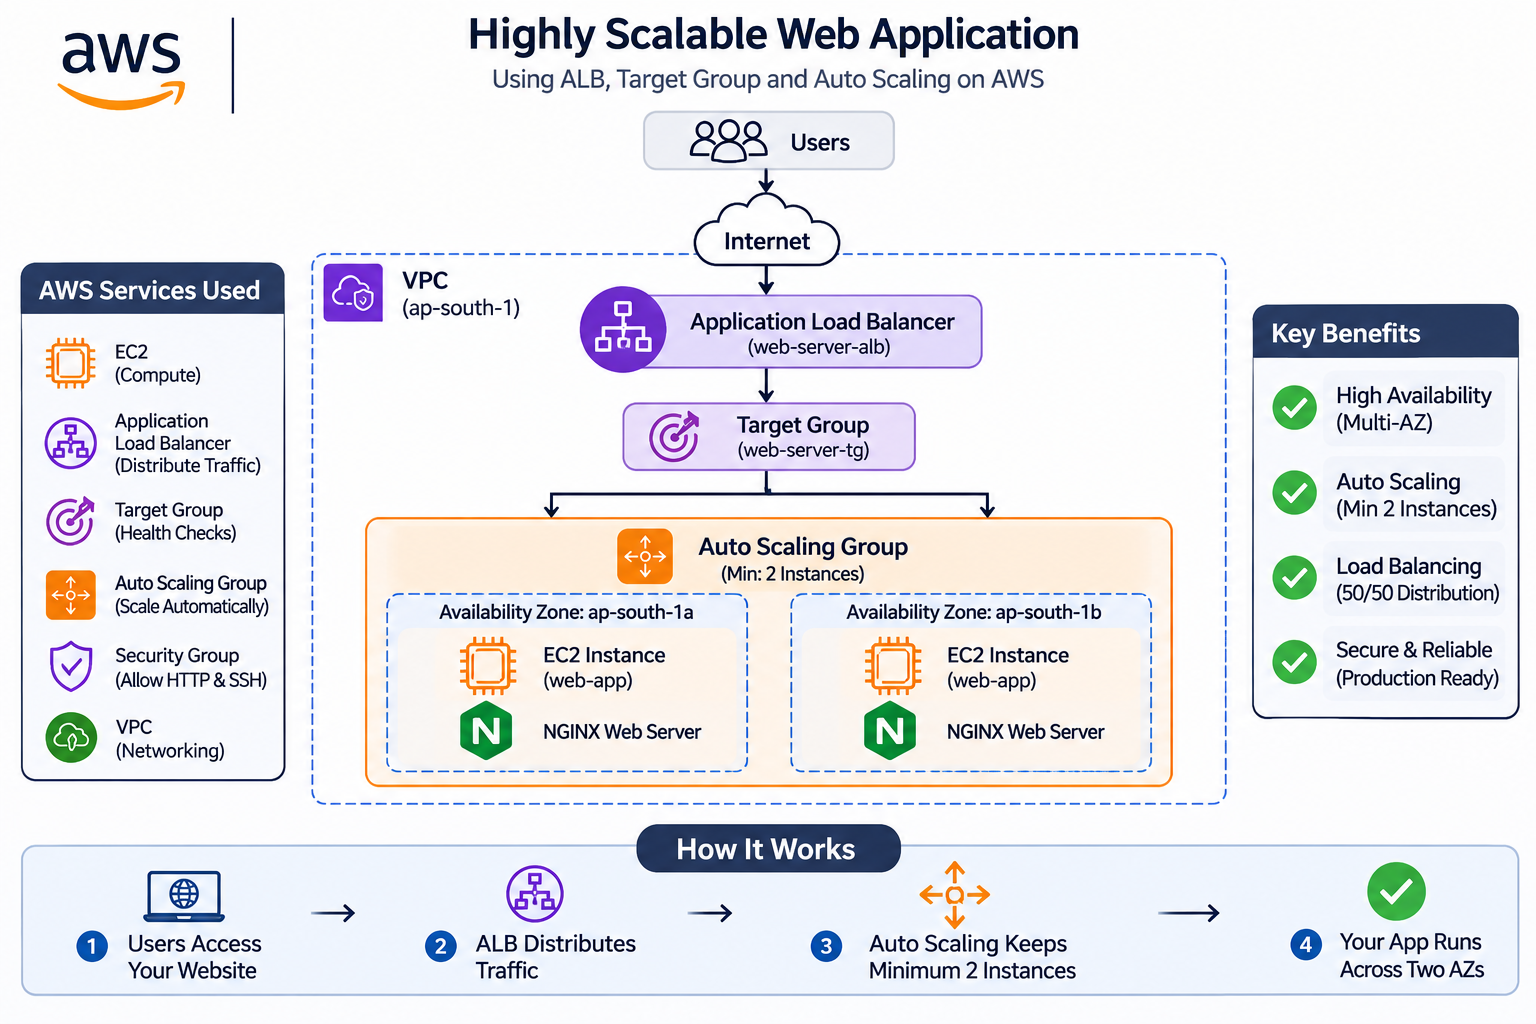 aws
Highly Scalable Web Application
Using ALB, Target Group and Auto Scaling on AWS
Users
Internet
AWS Services Used
EC2
(Compute)
Application
Load Balancer
(Distribute Traffic)
Target Group
(Health Checks)
Auto Scaling Group
(Scale Automatically)
Security Group
(Allow HTTP & SSH)
VPC
(Networking)
VPC
(ap-south-1)
Application Load Balancer
(web-server-alb)
Target Group
(web-server-tg)
Auto Scaling Group
(Min: 2 Instances)
Availability Zone: ap-south-1a
EC2 Instance
(web-app)
N
NGINX Web Server
Availability Zone: ap-south-1b
EC2 Instance
(web-app)
N
NGINX Web Server
Key Benefits
High Availability
(Multi-AZ)
Auto Scaling
(Min 2 Instances)
Load Balancing
(50/50 Distribution)
Secure & Reliable
(Production Ready)
How It Works
1
Users Access
Your Website
2
ALB Distributes
Traffic
3
Auto Scaling Keeps
Minimum 2 Instances
4
Your App Runs
Across Two AZs